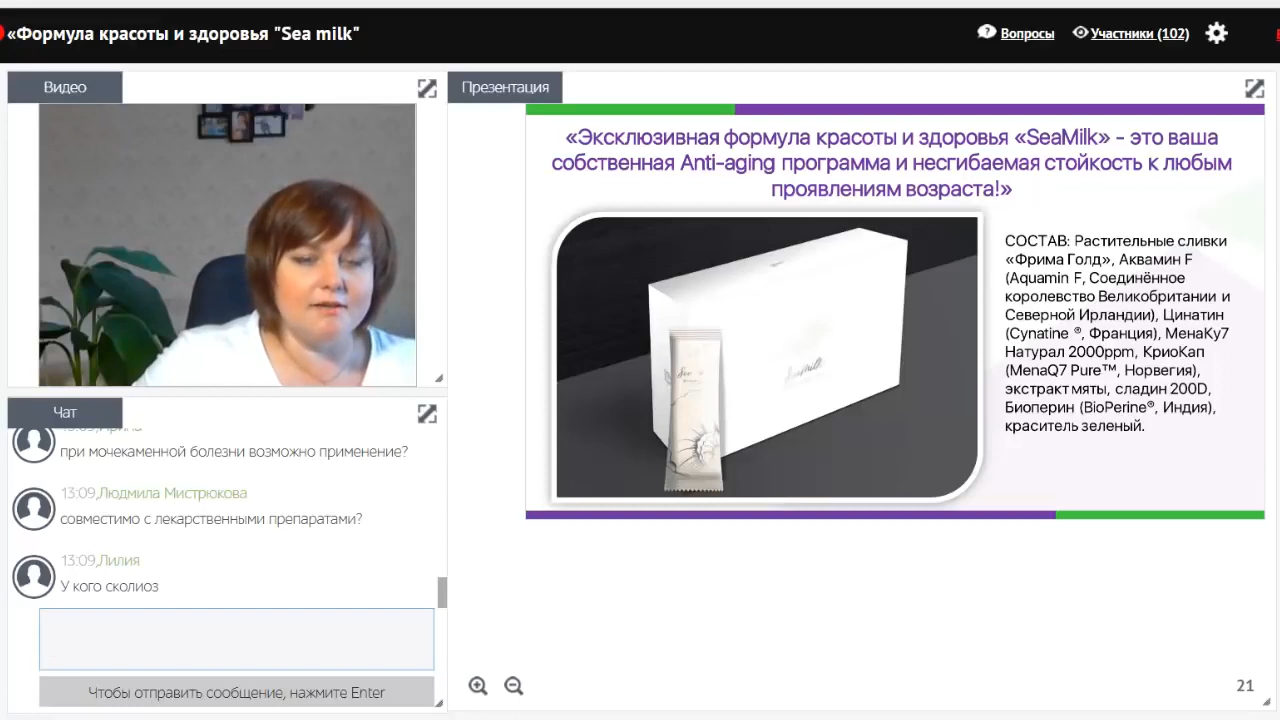 «Формула красоты и здоровья "Sea milk"
Вопросы
Участники (102)
Видео
Презентация
«Эксклюзивная формула красоты и здоровья «SeaMilk» - это ваша
собственная Anti-aging программа и несгибаемая стойкость к любым
проявлениям возраста!»
СОСТАВ: Растительные сливки
«Фрима Голд», Аквамин F
(Aquamin F, Соединённое
королевство Великобритании и
Северной Ирландии), Цинатин
(Cynatine ®, Франция), МенаКу7
Натурал 2000ppm, КриоКап
(MenaQ7 Pure™, Норвегия),
экстракт мяты, сладин 200D,
Биоперин (BioPerine®, Индия),
краситель зеленый.
Seamilk
Чат
13:09,Ирина
при мочекаменной болезни возможно применение?
13:09,Людмила Мистрюкова
совместимо с лекарственными препаратами?
13:09,Лилия
У кого сколиоз
Чтобы отправить сообщение, нажмите Enter
21